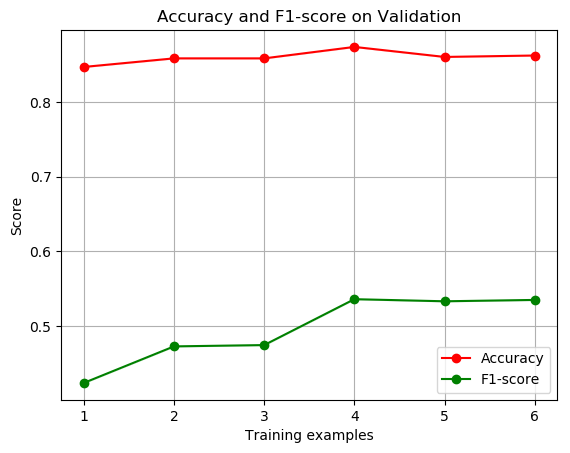 Accuracy and F1-score on Validation
Score
0.8
0.7
0.6
0.5
Accuracy
F1-score
1 2 3 4 5 6
Training examples